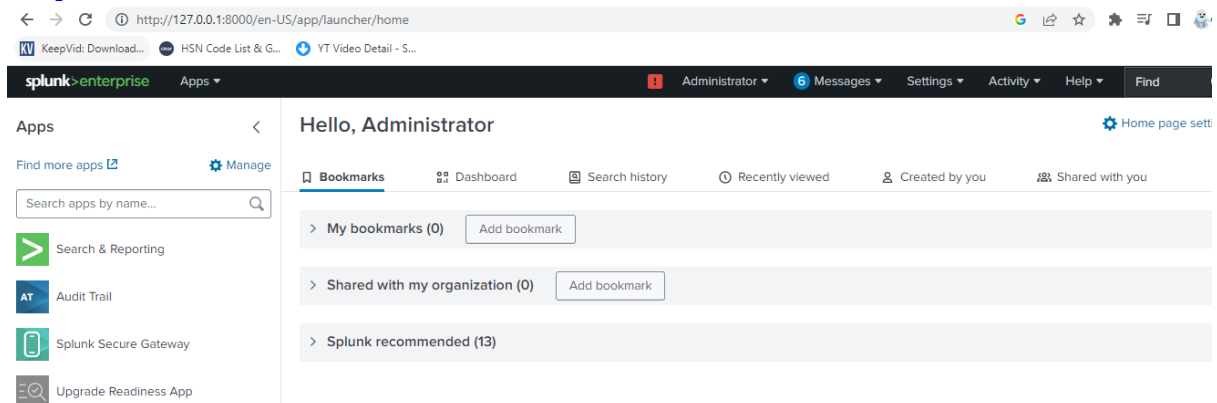 http://127.0.0.1:8000/en-US/app/launcher/home
KV KeepVid: Download... HSN Code List & G... YT Video Detail - S...
splunk>enterprise Apps ! Administrator 6 Messages Settings Activity Help Find
Apps
Find more apps Manage
Search apps by name...
Search & Reporting
AT Audit Trail
Splunk Secure Gateway
Upgrade Readiness App
Hello, Administrator Home page setti
Bookmarks Dashboard Search history Recently viewed Created by you Shared with you
My bookmarks (0) Add bookmark
Shared with my organization (0) Add bookmark
Splunk recommended (13)